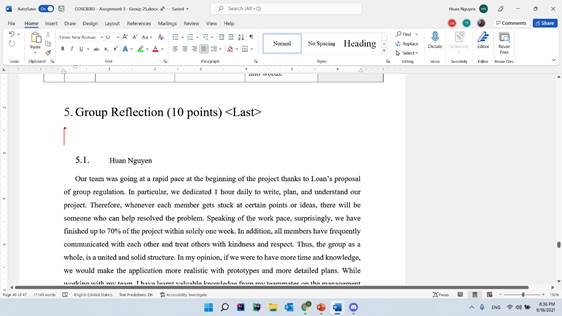 COSC8083 - Assignment 3 - Group 25.docx - Saved
Search (Alt+Q)
Huan Nguyen
File Home Insert Draw Design Layout References Mailings Review View Help
Comments Share
Times New Roman 12
Normal No Spacing Heading
Paste
Find
Replace
Select
Dictate Sensitivity Editor Reuse Files
Undo Clipboard Font Paragraph Styles Editing Voice Sensitivity Editor Reuse Files
and words.
5. Group Reflection (10 points) <Last>
5.1. Huan Nguyen
Our team was going at a rapid pace at the beginning of the project thanks to Loan's proposal
of group regulation. In particular, we dedicated 1 hour daily to write, plan, and understand our
project. Therefore, whenever each member gets stuck at certain points or ideas, there will be
someone who can help resolved the problem. Speaking of the work pace, surprisingly, we have
finished up to 70% of the project within solely one week. In addition, all members have frequently
communicated with each other and treat others with kindness and respect. Thus, the group as a
whole, is a united and solid structure. In my opinion, if we were to have more time and knowledge,
we would make the application more realistic with prototypes and more detailed plans. While
working with my team, I have learnt valuable knowledge from my teammates on the management
Page 40 of 47 11149 words English (United States) Text Predictions: On Accessibility: Investigate Focus 130%
ENG 8:36 PM
9/18/2021